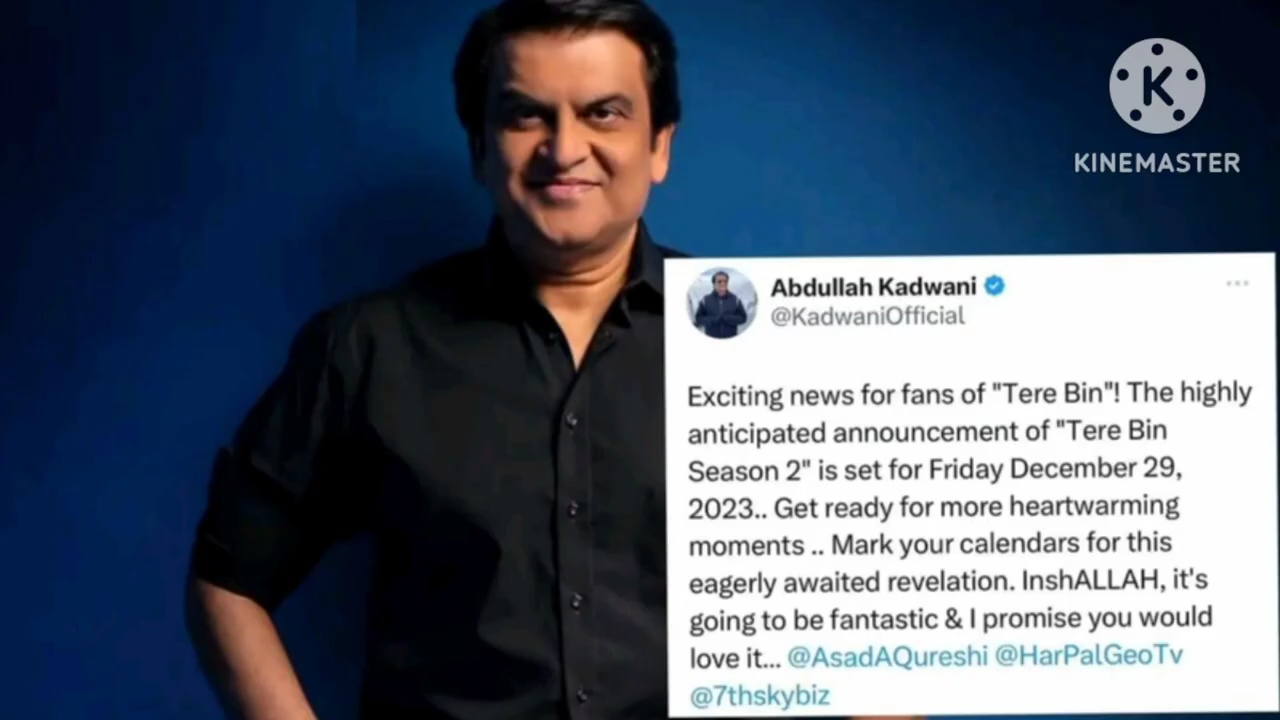 K
KINEMASTER
Abdullah Kadwani
@KadwaniOfficial
Exciting news for fans of "Tere Bin"! The highly
anticipated announcement of "Tere Bin
Season 2" is set for Friday December 29,
2023.. Get ready for more heartwarming
moments .. Mark your calendars for this
eagerly awaited revelation. InshALLAH, it's
going to be fantastic & I promise you would
love it... @AsadAQureshi @HarPalGeoTv
@7thskybiz